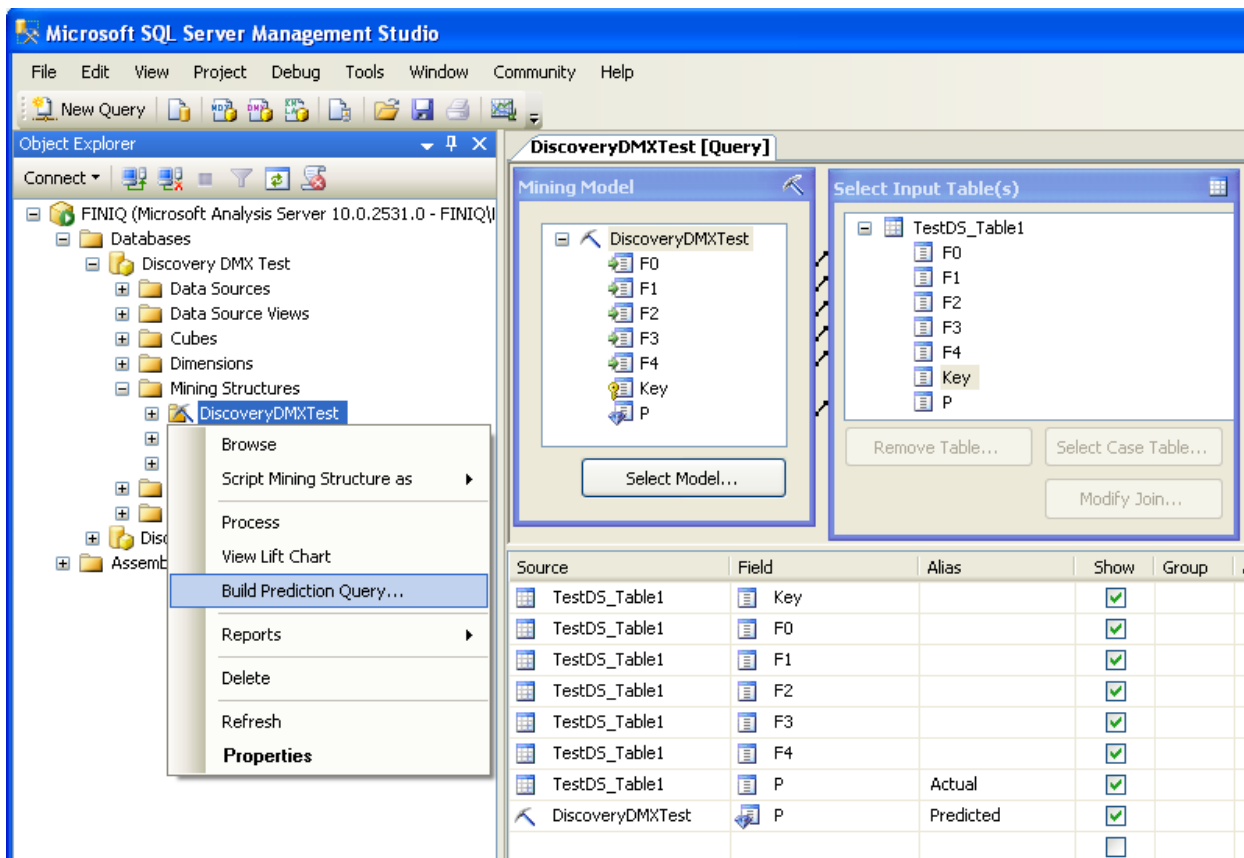 Microsoft SQL Server Management Studio
File Edit View Project Debug Tools Window Community Help
New Query
Object Explorer
Connect
FINIQ (Microsoft Analysis Server 10.0.2531.0 - FINIQ\
Databases
Discovery DMX Test
Data Sources
Data Source Views
Cubes
Dimensions
Mining Structures
DiscoveryDMXTest
Disc
Assemb
Browse
Script Mining Structure as
Process
View Lift Chart
Build Prediction Query...
Reports
Delete
Refresh
Properties
DiscoveryDMXTest [Query]
Mining Model
DiscoveryDMXTest
F0
F1
F2
F3
F4
Key
P
Select Model...
Select Input Table(s)
TestDS_Table1
F0
F1
F2
F3
F4
Key
P
Remove Table...
Select Case Table...
Modify Join...
Source Field Alias Show Group
TestDS_Table1 Key
TestDS_Table1 F0
TestDS_Table1 F1
TestDS_Table1 F2
TestDS_Table1 F3
TestDS_Table1 F4
TestDS_Table1 P Actual
DiscoveryDMXTest P Predicted